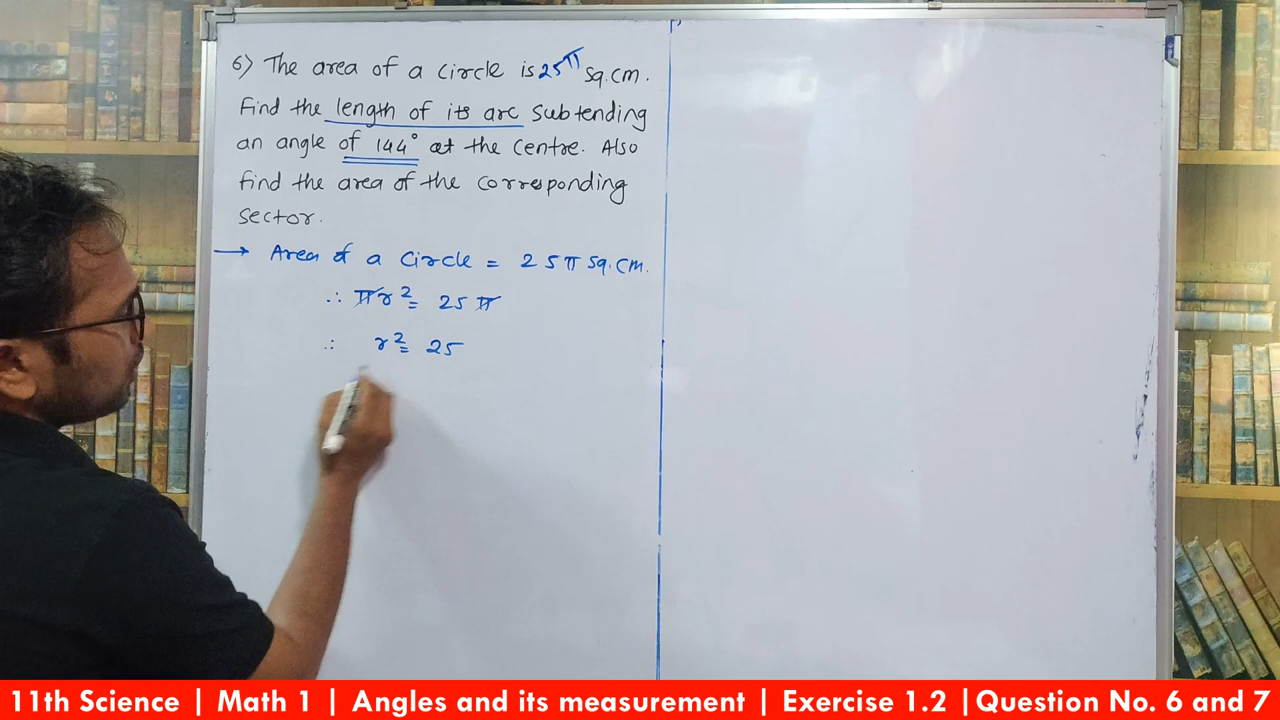 6) The area of a circle is 25π sq.cm.
Find the length of its arc subtending
an angle of 144° at the centre. Also
find the area of the corresponding
sector.
→ Area of a circle = 25π sq.cm.
∴ πr² = 25π
∴ r² = 25
11th Science | Math 1 | Angles and its measurement | Exercise 1.2 |Question No. 6 and 7